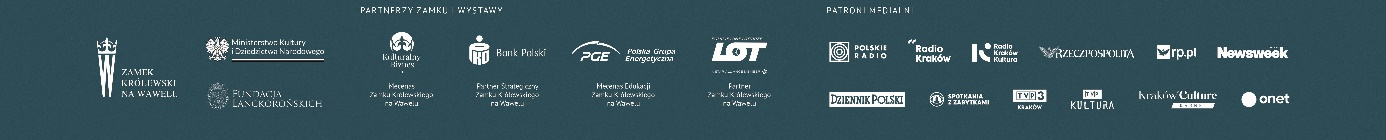 PARTNERZY ZAMKU I WYSTAWY
PATRONI MEDIALNI
ZAMEK
KRÓLEWSKI
NA WAWELU
Ministerstwo Kultury
i Dziedzictwa Narodowego
FUNDACJA
LANCKOROŃSKICH
Kulturalny
Biznes
Mecenas
Zamku Królewskiego
na Wawelu
Bank Polski
Partner Strategiczny
Zamku Królewskiego
na Wawelu
PGE
Polska Grupa
Energetyczna
Mecenas Edukacji
Zamku Królewskiego
na Wawelu
LOT
Partner
Zamku Królewskiego
na Wawelu
POLSKIE
RADIO
Radio
Kraków
Radio
Kraków
Kultura
RZECZPOSPOLITA
rp.pl
Newsweek
DZIENNIK POLSKI
SPOTKANIA
Z ZABYTKAMI
TVP3
KRAKÓW
tvp
KULTURA
Kraków Culture
KARNET
onet